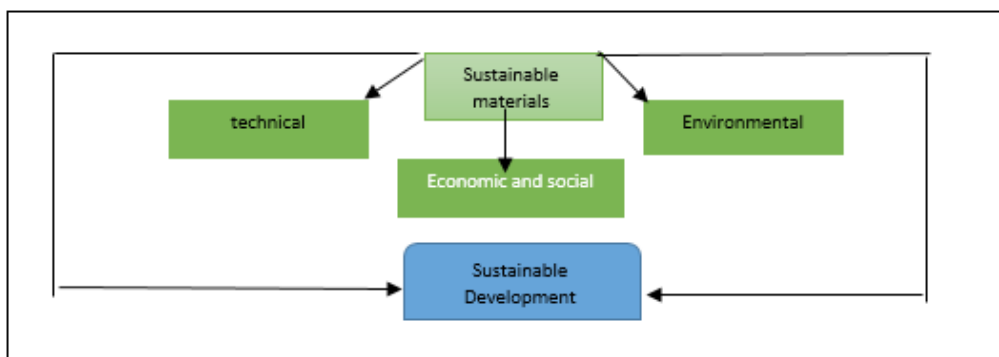 Sustainable
materials
technical
Environmental
Economic and social
Sustainable
Development